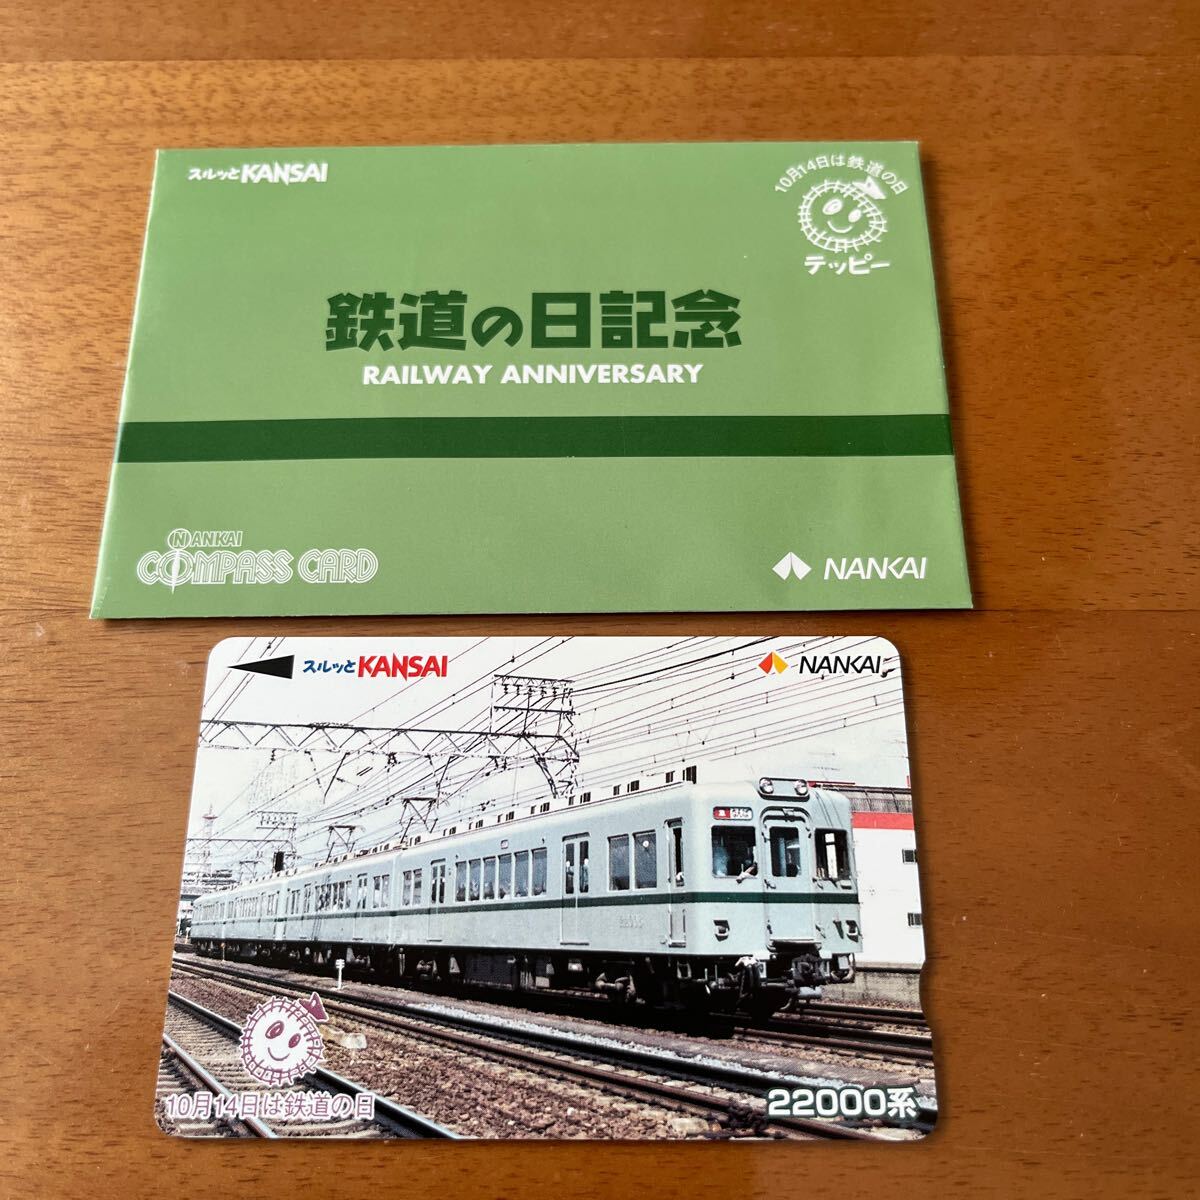 スルッとKANSAI
10月14日は鉄道の日
テッピー
鉄道の日記念
RAILWAY ANNIVERSARY
NANKAI
COMPASS CARD
NANKAI
スルッとKANSAI
NANKAI
10月14日は鉄道の日
22000系